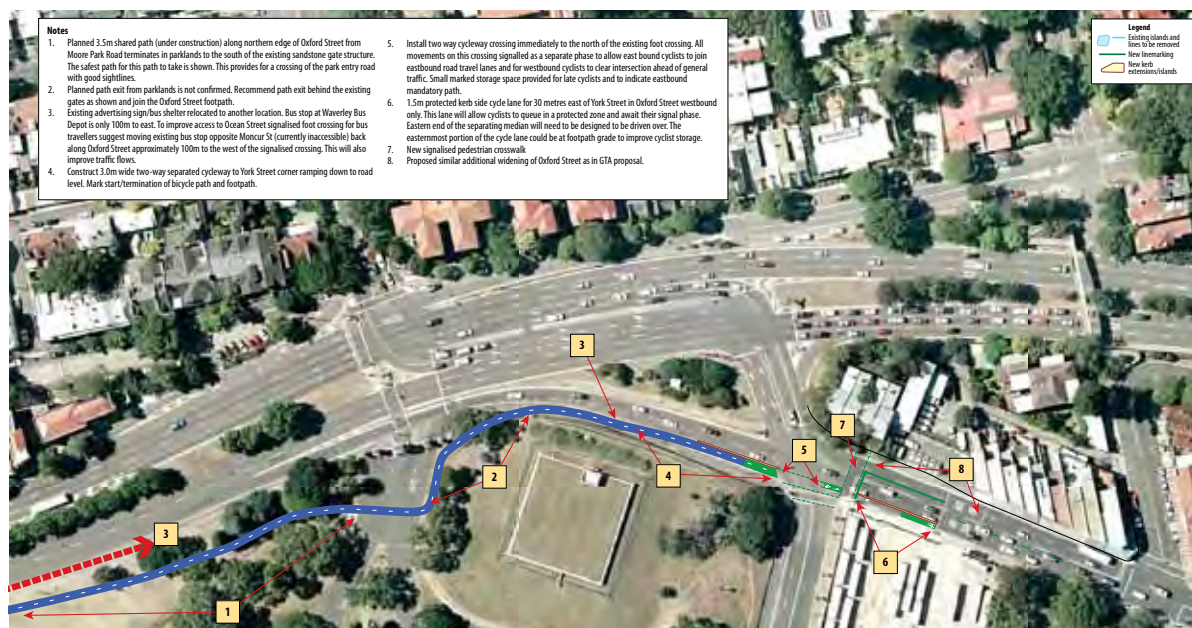 Notes
1. Planned 3.5m shared path (under construction) along northern edge of Oxford Street from
Moore Park Road terminates in parklands to the south of the existing sandstone gate structure.
The safest path for this path to take is shown. This provides for a crossing of the park entry road
with good sightlines.
2. Planned path exit from parklands is not confirmed. Recommend path exit behind the existing
gates as shown and join the Oxford Street footpath.
3. Existing advertising sign/bus shelter relocated to another location. Bus stop at Waverley Bus
Depot is only 100m to east. To improve access to Ocean Street signalised foot crossing for bus
travellers suggest moving existing bus stop opposite Moncur St (currently inaccessible) back
along Oxford Street approximately 100m to the west of the signalised crossing. This will also
improve traffic flows.
4. Construct 3.0m wide two-way separated cycleway to York Street corner ramping down to road
level. Mark start/termination of bicycle path and footpath.
5. Install two way cycleway crossing immediately to the north of the existing foot crossing. All
movements on this crossing signalled as a separate phase to allow east bound cyclists to join
eastbound road travel lanes and for westbound cyclists to clear intersection ahead of general
traffic. Small marked storage space provided for late cyclists and to indicate eastbound
mandatory path.
6. 1.5m protected kerb side cycle lane for 30 metres east of York Street in Oxford Street westbound
only. This lane will allow cyclists to queue in a protected zone and await their signal phase.
Eastern end of the separating median will need to be designed to be driven over. The
easternmost portion of the cycle lane could be at footpath grade to improve cyclist storage.
7. New signalised pedestrian crosswalk
8. Proposed similar additional widening of Oxford Street as in GTA proposal.
Legend
Existing islands and
lines to be removed
New linemarking
New kerb
extensions/islands
3
7
5
8
2
4
3
6
1